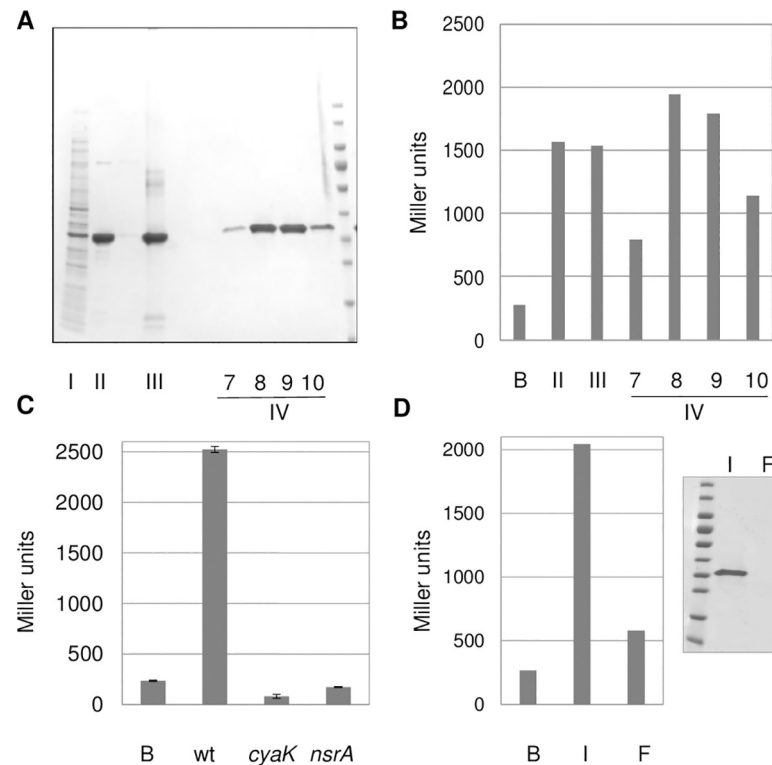 A
I II III 7 8 9 10
IV
B
Miller units
2500
2000
1500
1000
500
0
B II III 7 8 9 10
IV
C
Miller units
2500
2000
1500
1000
500
0
B wt cyaK nsrA
D
Miller units
2000
1500
1000
500
0
B I F
I F